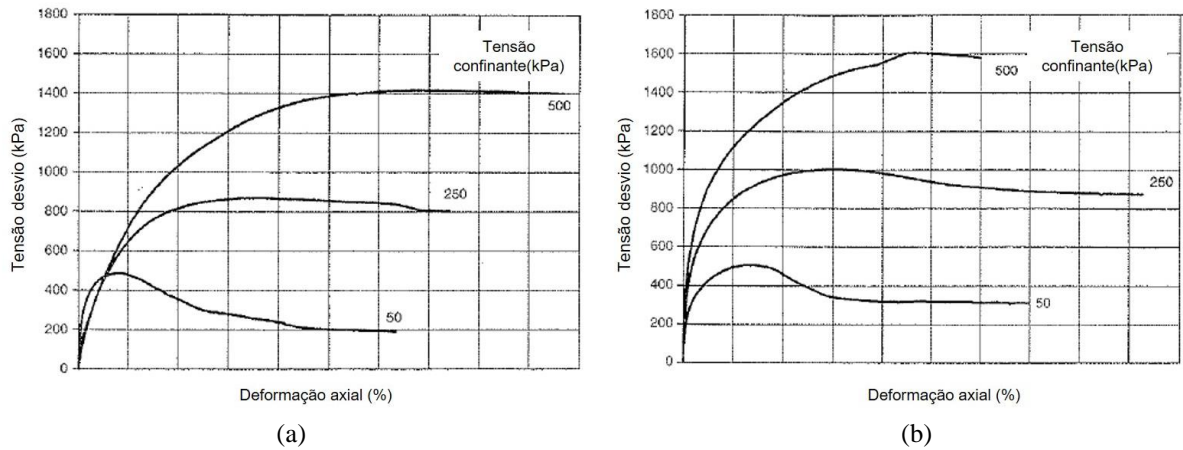 1800
1600
1400
1200
1000
800
600
400
200
0
Tensão desvio (kPa)
Tensão
confinante(kPa)
500
250
50
Deformação axial (%)
(a)
1800
1600
1400
1200
1000
800
600
400
200
0
Tensão desvio (kPa)
Tensão
confinante(kPa)
500
250
50
Deformação axial (%)
(b)